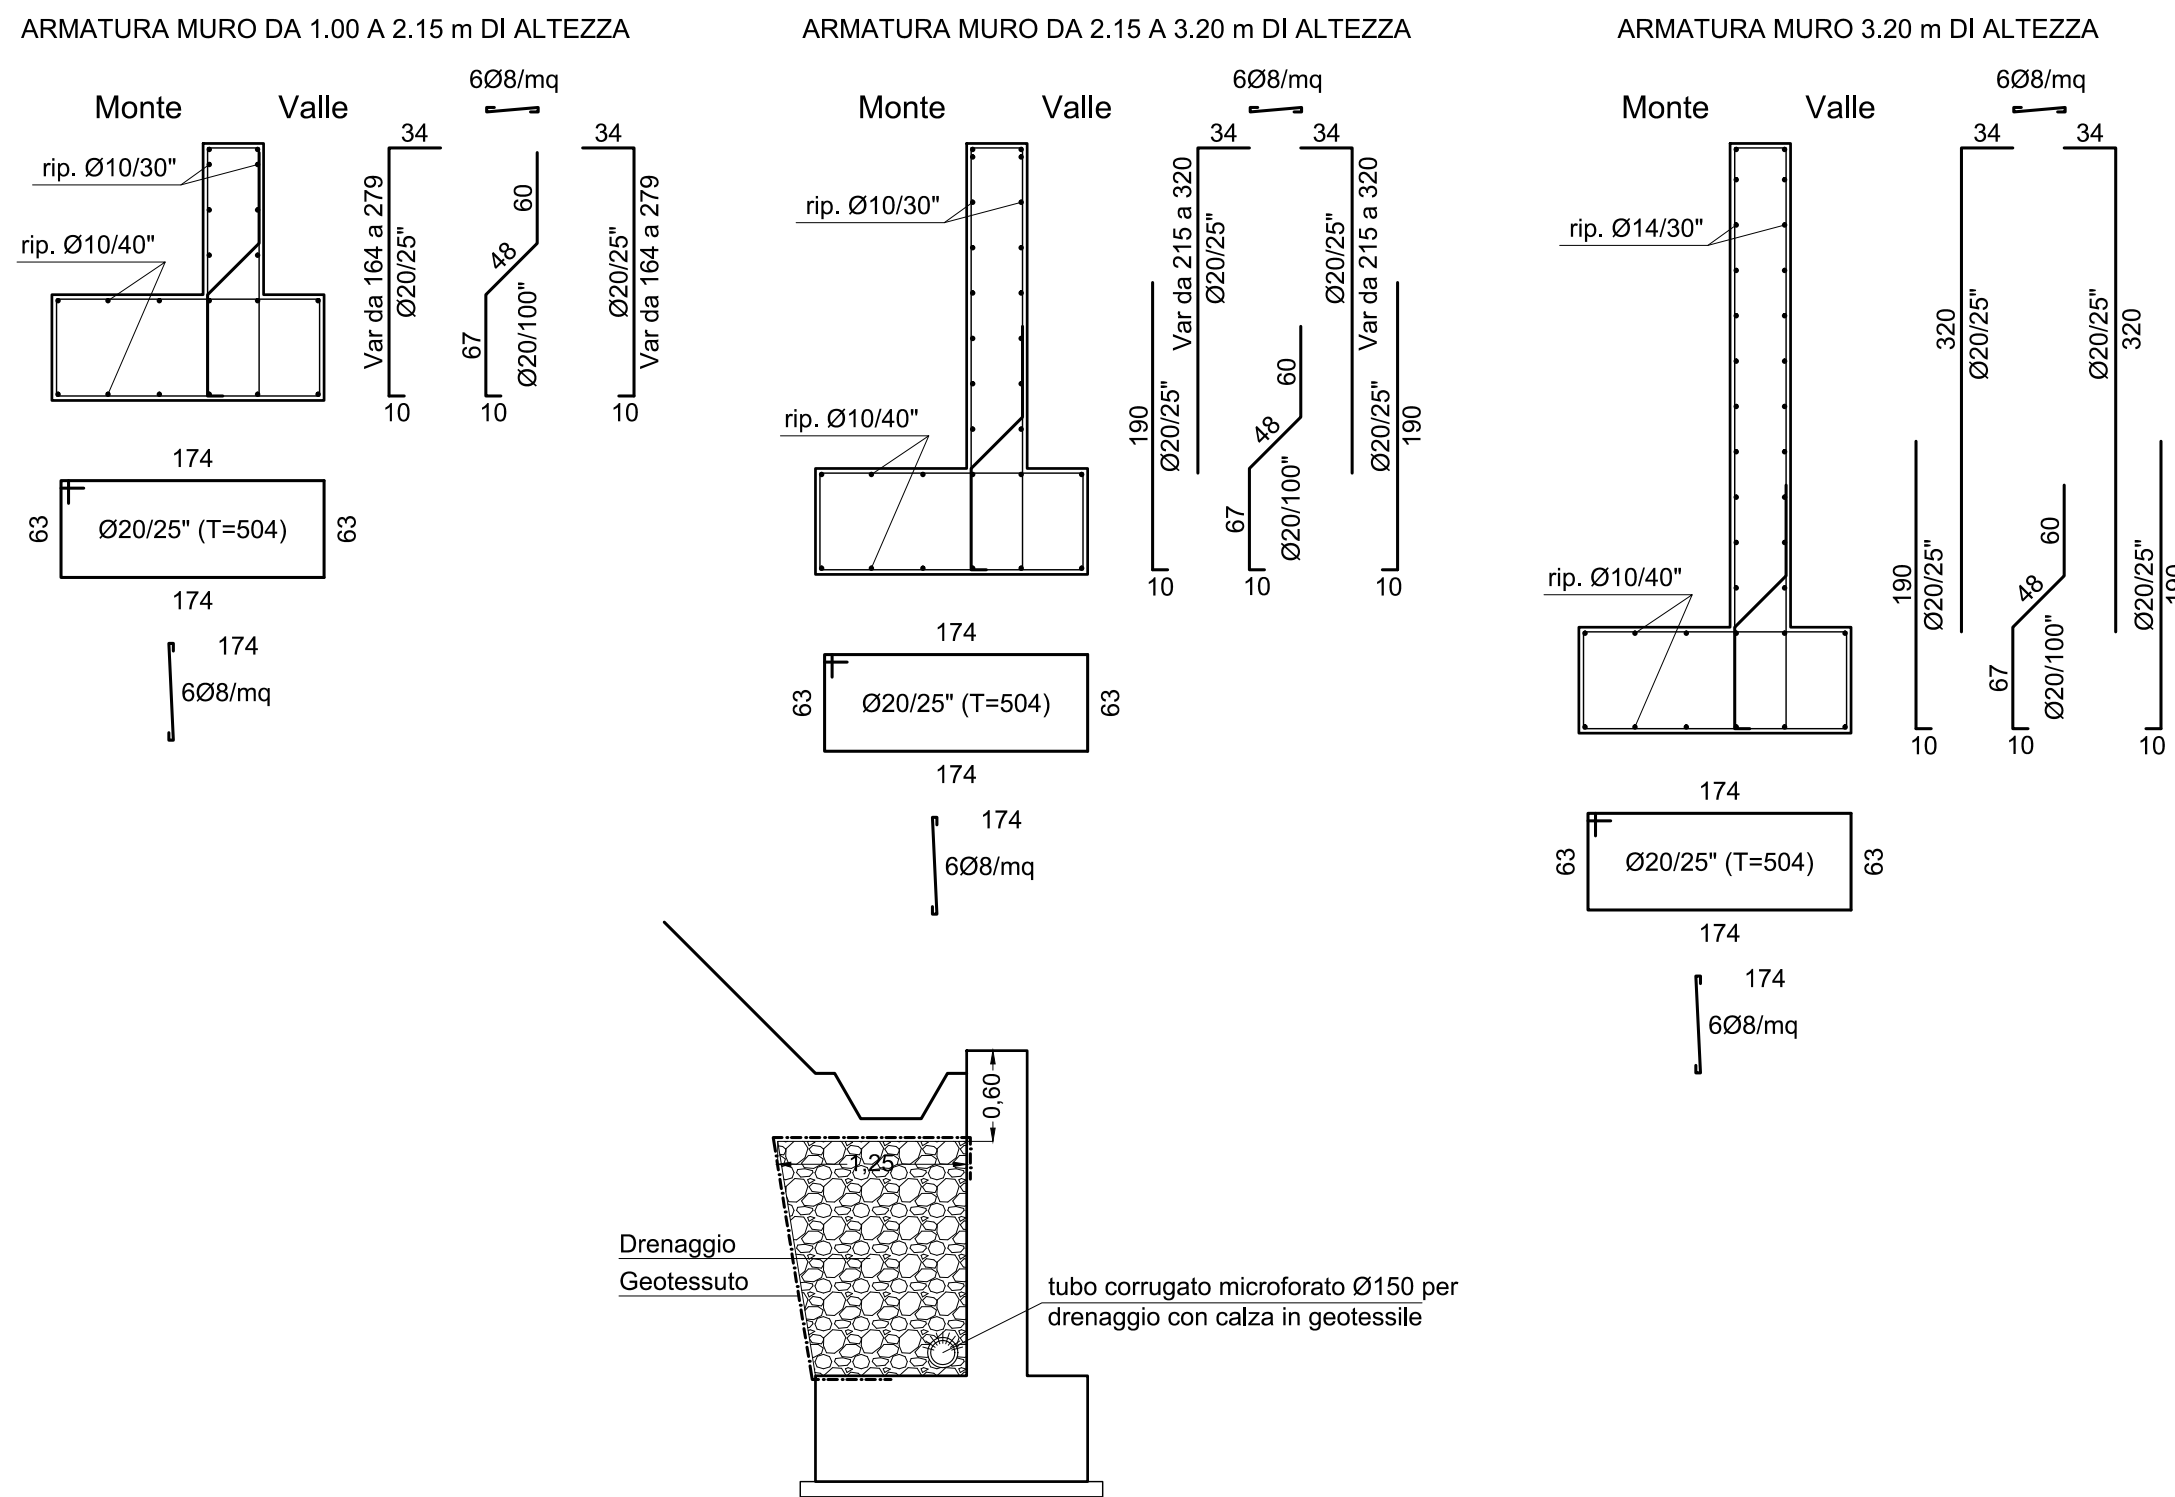 ARMATURA MURO DA 1.00 A 2.15 m DI ALTEZZA
6Ø8/mq
Monte
Valle
34
34
rip. Ø10/30"
rip. Ø10/40"
Var da 164 a 279
Ø20/25"
60
48
67
Ø20/100"
Ø20/25"
Var da 164 a 279
10
10
10
174
63
Ø20/25" (T=504)
63
174
174
6Ø8/mq
ARMATURA MURO DA 2.15 A 3.20 m DI ALTEZZA
6Ø8/mq
Monte
Valle
34
34
rip. Ø10/30"
rip. Ø10/40"
190
Ø20/25"
Var da 215 a 320
Ø20/25"
60
48
67
Ø20/100"
Ø20/25"
Var da 215 a 320
Ø20/25"
190
10
10
10
174
63
Ø20/25" (T=504)
63
174
174
6Ø8/mq
ARMATURA MURO 3.20 m DI ALTEZZA
6Ø8/mq
Monte
Valle
34
34
rip. Ø14/30"
rip. Ø10/40"
190
Ø20/25"
320
Ø20/25"
60
48
67
Ø20/100"
Ø20/25"
320
Ø20/25"
190
10
10
10
174
63
Ø20/25" (T=504)
63
174
174
6Ø8/mq
0,60
1,25
Drenaggio
Geotessuto
tubo corrugato microforato Ø150 per
drenaggio con calza in geotessile